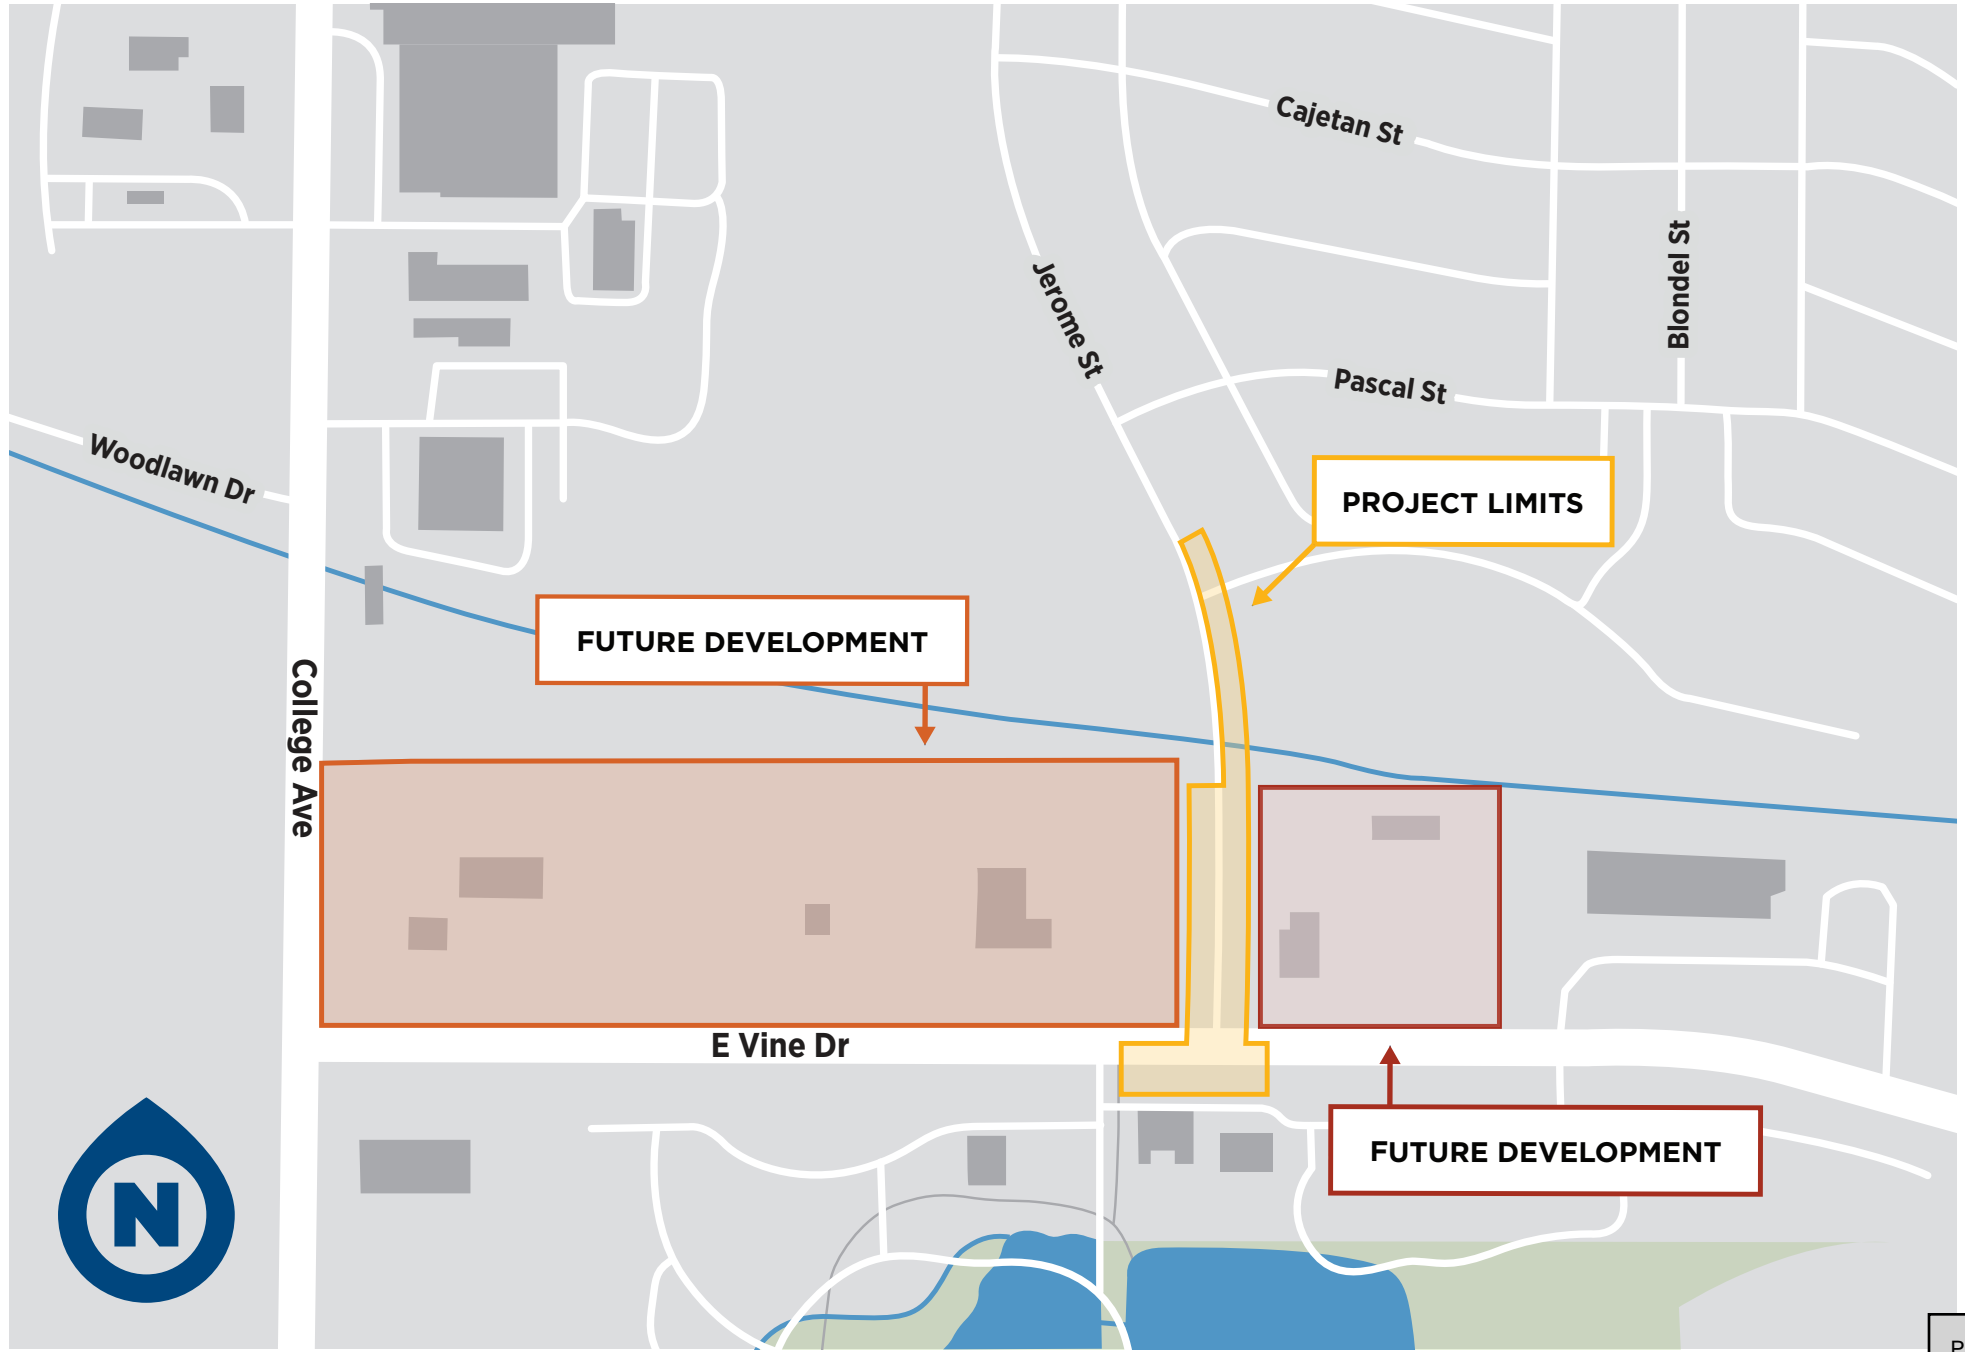 Cajetan St
Blondel St
Jerome St
Pascal St
Woodlawn Dr
PROJECT LIMITS
FUTURE DEVELOPMENT
College Ave
E Vine Dr
FUTURE DEVELOPMENT
N